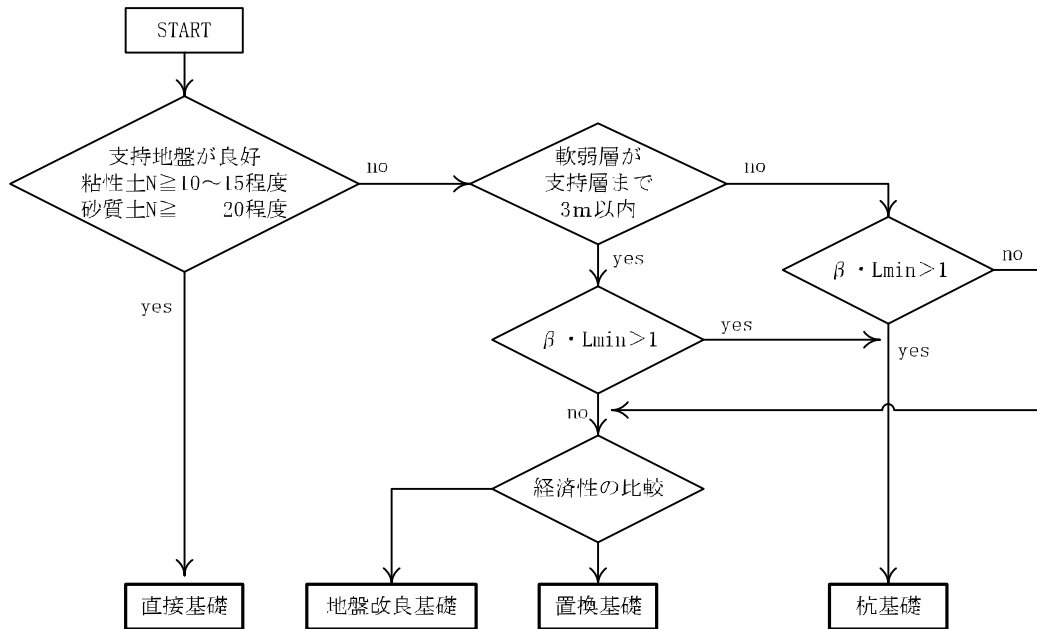 START
支持地盤が良好
粘性土N≧10～15程度
砂質土N≧　　20程度
no
軟弱層が
支持層まで
3m以内
no
β・Lmin>1
no
yes
yes
β・Lmin>1
yes
yes
no
経済性の比較
直接基礎
地盤改良基礎
置換基礎
杭基礎